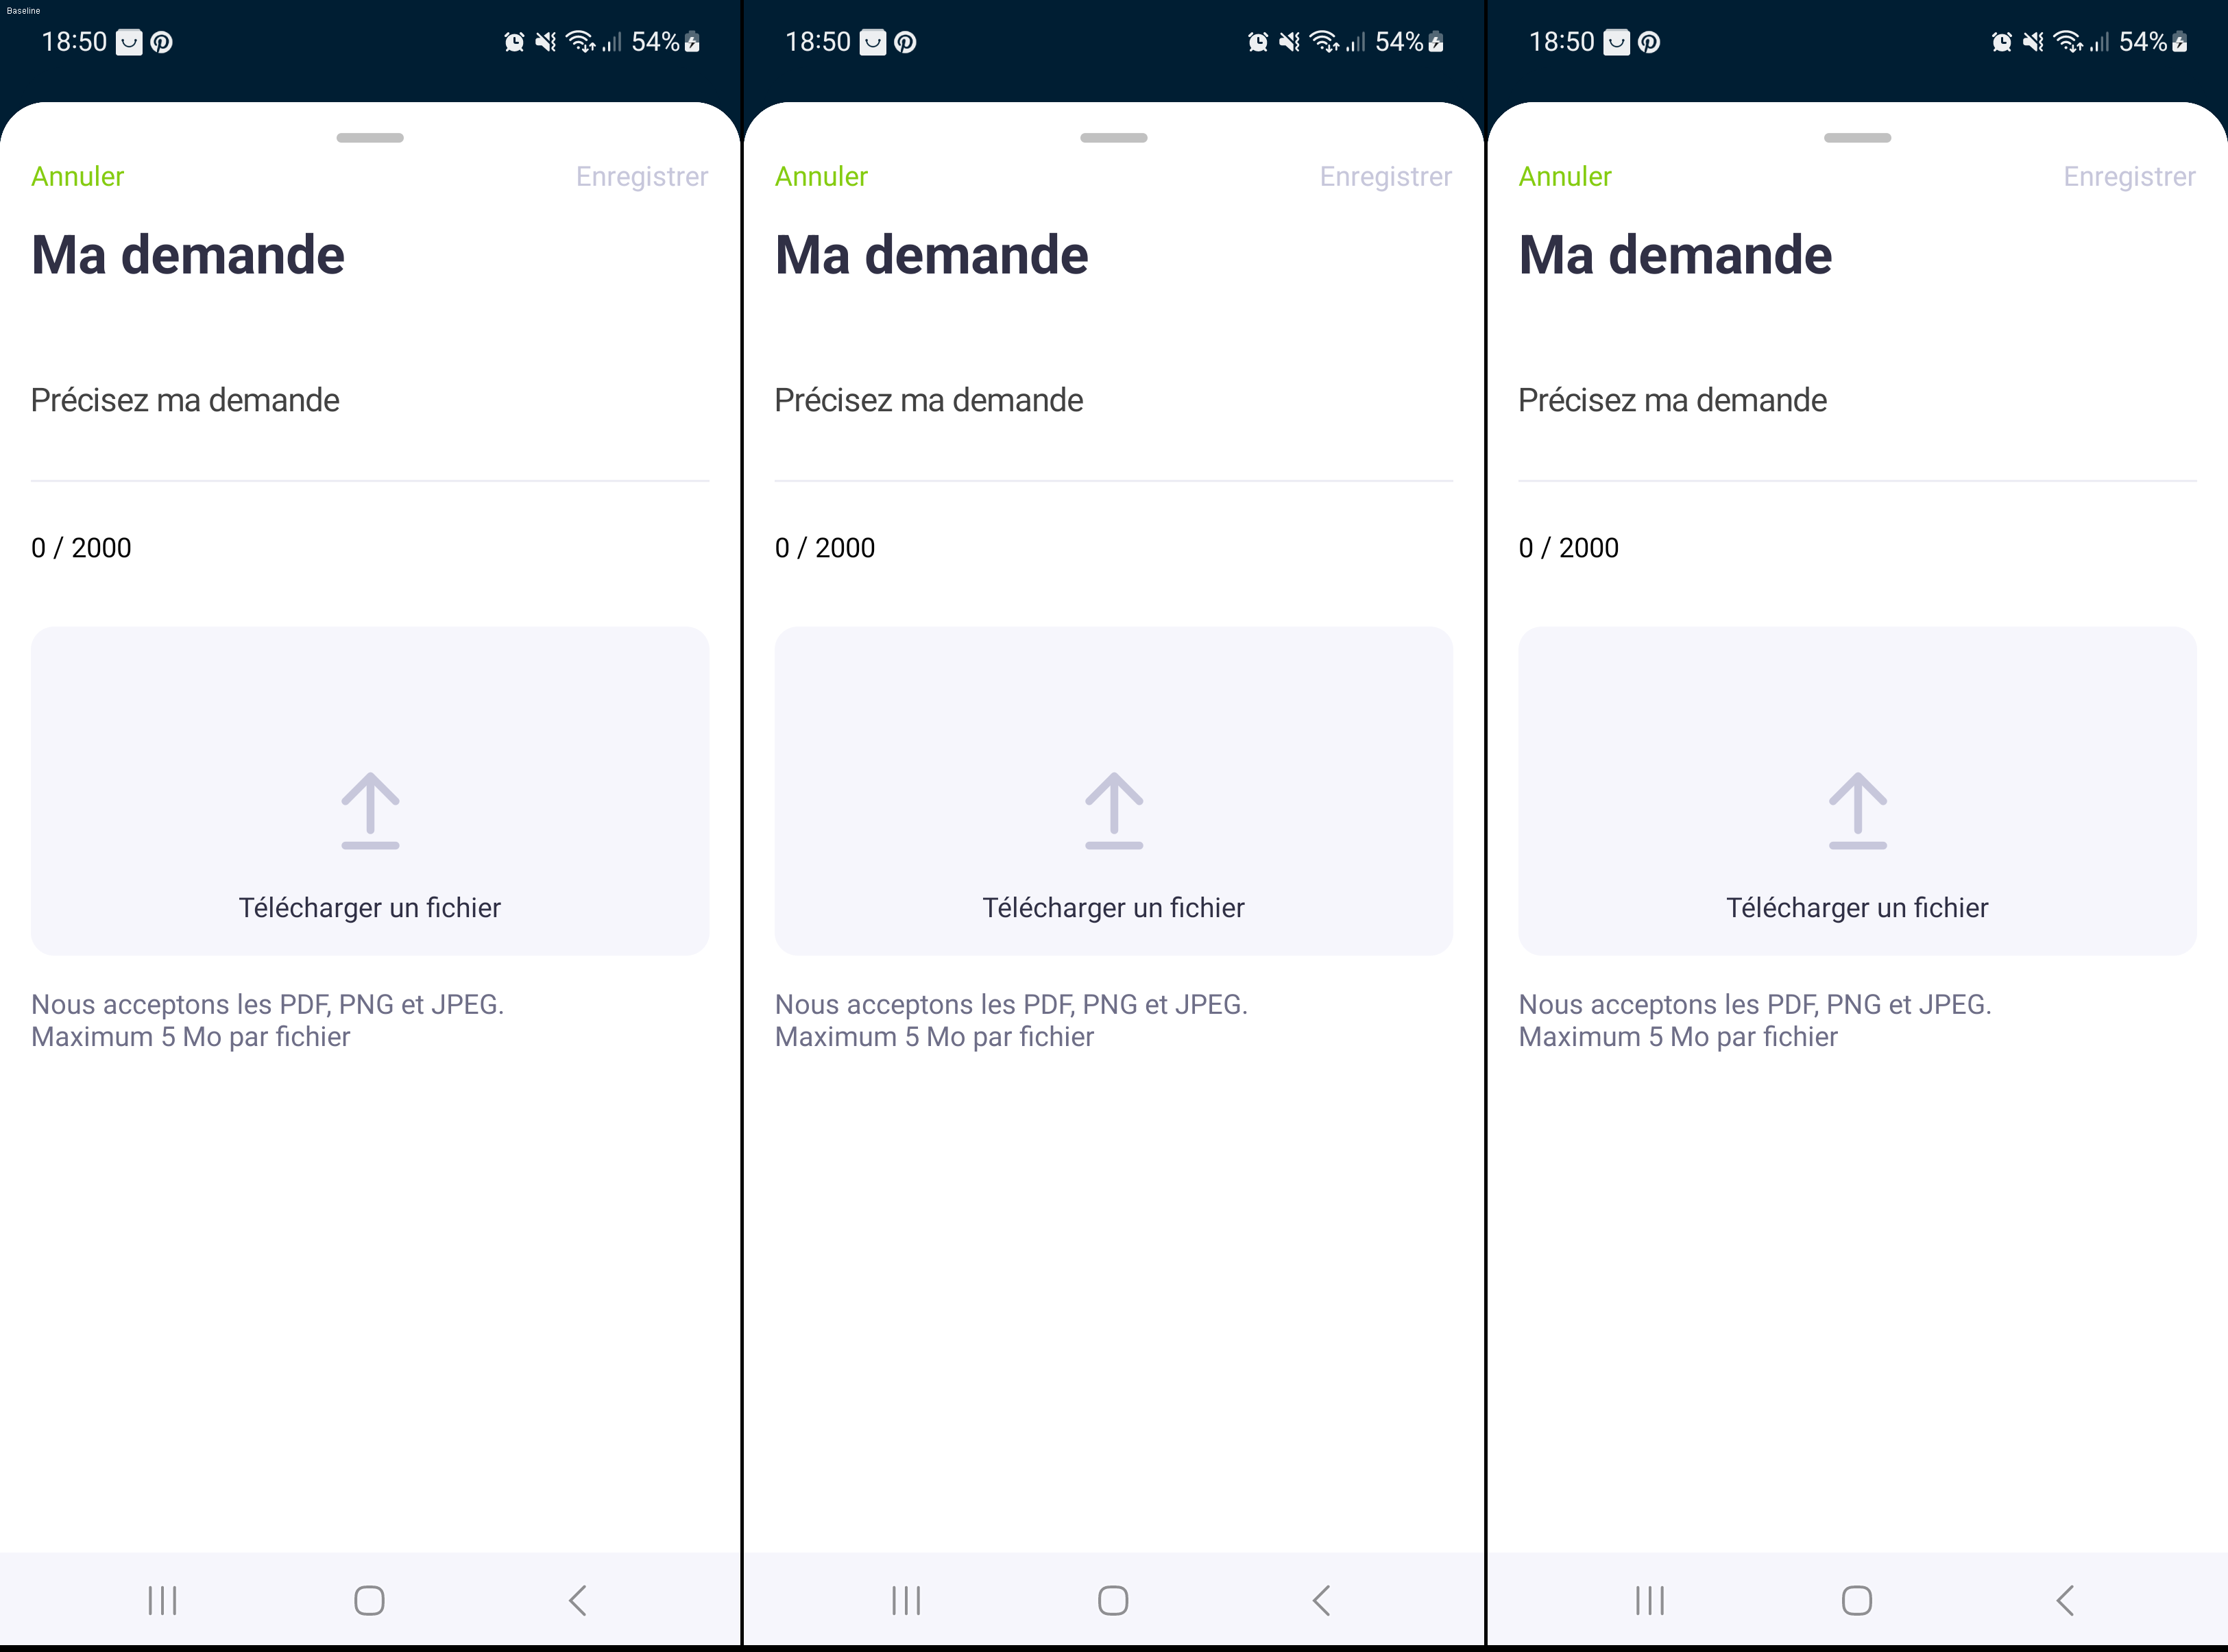 Baseline
18:50 54%
Annuler Enregistrer
Ma demande
Précisez ma demande
0 / 2000
Télécharger un fichier
Nous acceptons les PDF, PNG et JPEG.
Maximum 5 Mo par fichier
18:50 54%
Annuler Enregistrer
Ma demande
Précisez ma demande
0 / 2000
Télécharger un fichier
Nous acceptons les PDF, PNG et JPEG.
Maximum 5 Mo par fichier
18:50 54%
Annuler Enregistrer
Ma demande
Précisez ma demande
0 / 2000
Télécharger un fichier
Nous acceptons les PDF, PNG et JPEG.
Maximum 5 Mo par fichier